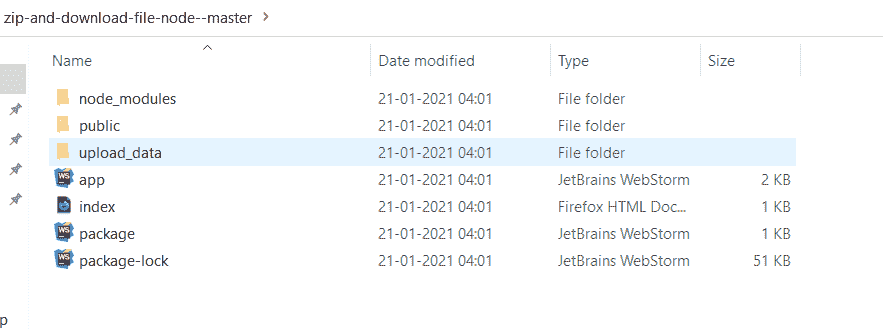 zip-and-download-file-node--master
Name Date modified Type Size
node_modules 21-01-2021 04:01 File folder
public 21-01-2021 04:01 File folder
upload_data 21-01-2021 04:01 File folder
app 21-01-2021 04:01 JetBrains WebStorm 2 KB
index 21-01-2021 04:01 Firefox HTML Doc... 1 KB
package 21-01-2021 04:01 JetBrains WebStorm 1 KB
package-lock 21-01-2021 04:01 JetBrains WebStorm 51 KB
p